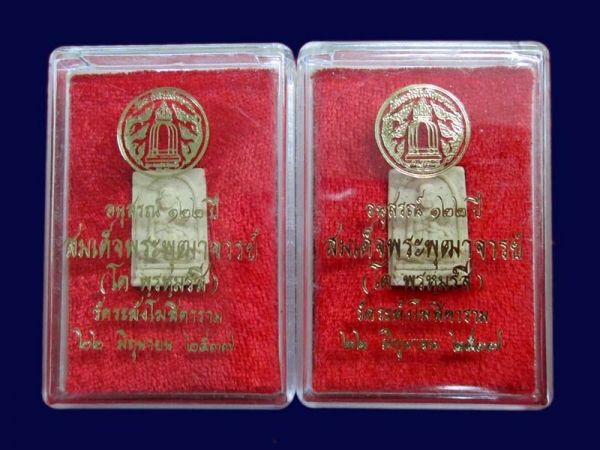 อนุสรณ์ ๑๒๒ ปี
สมเด็จพระพุฒาจารย์
(โต พรหมรังสี)
วัดระฆังโฆสิตาราม
๒๒ มิถุนายน ๒๕๓๗
อนุสรณ์ ๑๒๒ ปี
สมเด็จพระพุฒาจารย์
(โต พรหมรังสี)
วัดระฆังโฆสิตาราม
๒๒ มิถุนายน ๒๕๓๗